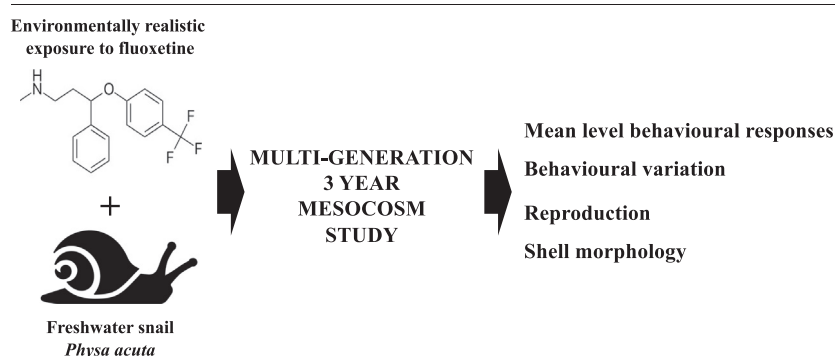 Environmentally realistic
exposure to fluoxetine
H
N
O
F
F
F
+
Freshwater snail
Physa acuta
MULTI-GENERATION
3 YEAR
MESOCOSM
STUDY
Mean level behavioural responses
Behavioural variation
Reproduction
Shell morphology